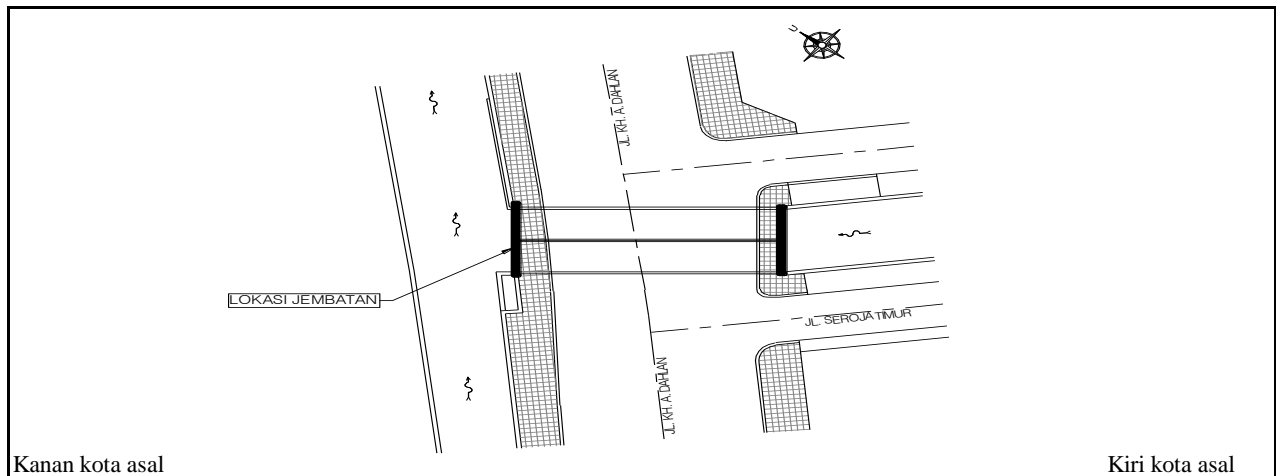 U
JL. KH. A. DAHLAN
LOKASI JEMBATAN
JL. SEROJA TIMUR
JL. KH. A. DAHLAN
Kanan kota asal
Kiri kota asal